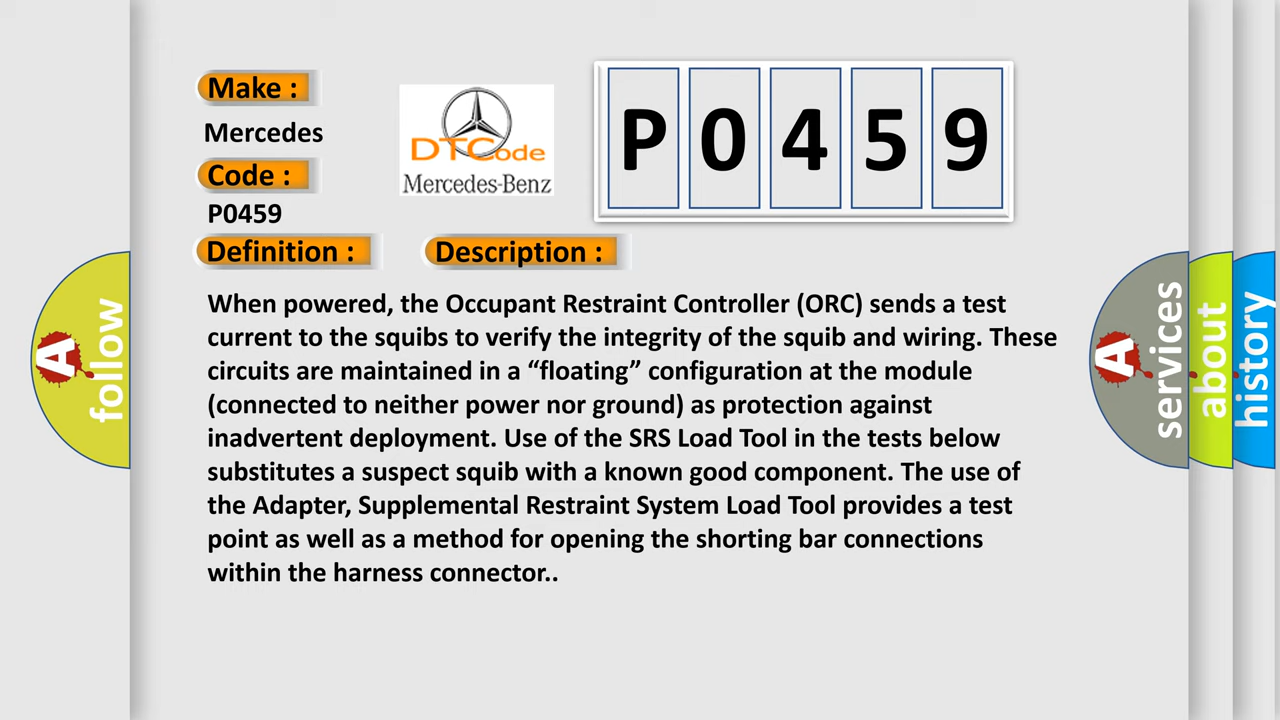 Make :
Mercedes
Code :
P0459
DTCode
Mercedes-Benz
P0459
Definition :
Description :
When powered, the Occupant Restraint Controller (ORC) sends a test
current to the squibs to verify the integrity of the squib and wiring. These
circuits are maintained in a “floating” configuration at the module
(connected to neither power nor ground) as protection against
inadvertent deployment. Use of the SRS Load Tool in the tests below
substitutes a suspect squib with a known good component. The use of
the Adapter, Supplemental Restraint System Load Tool provides a test
point as well as a method for opening the shorting bar connections
within the harness connector..
A
follow
A
services
about
history